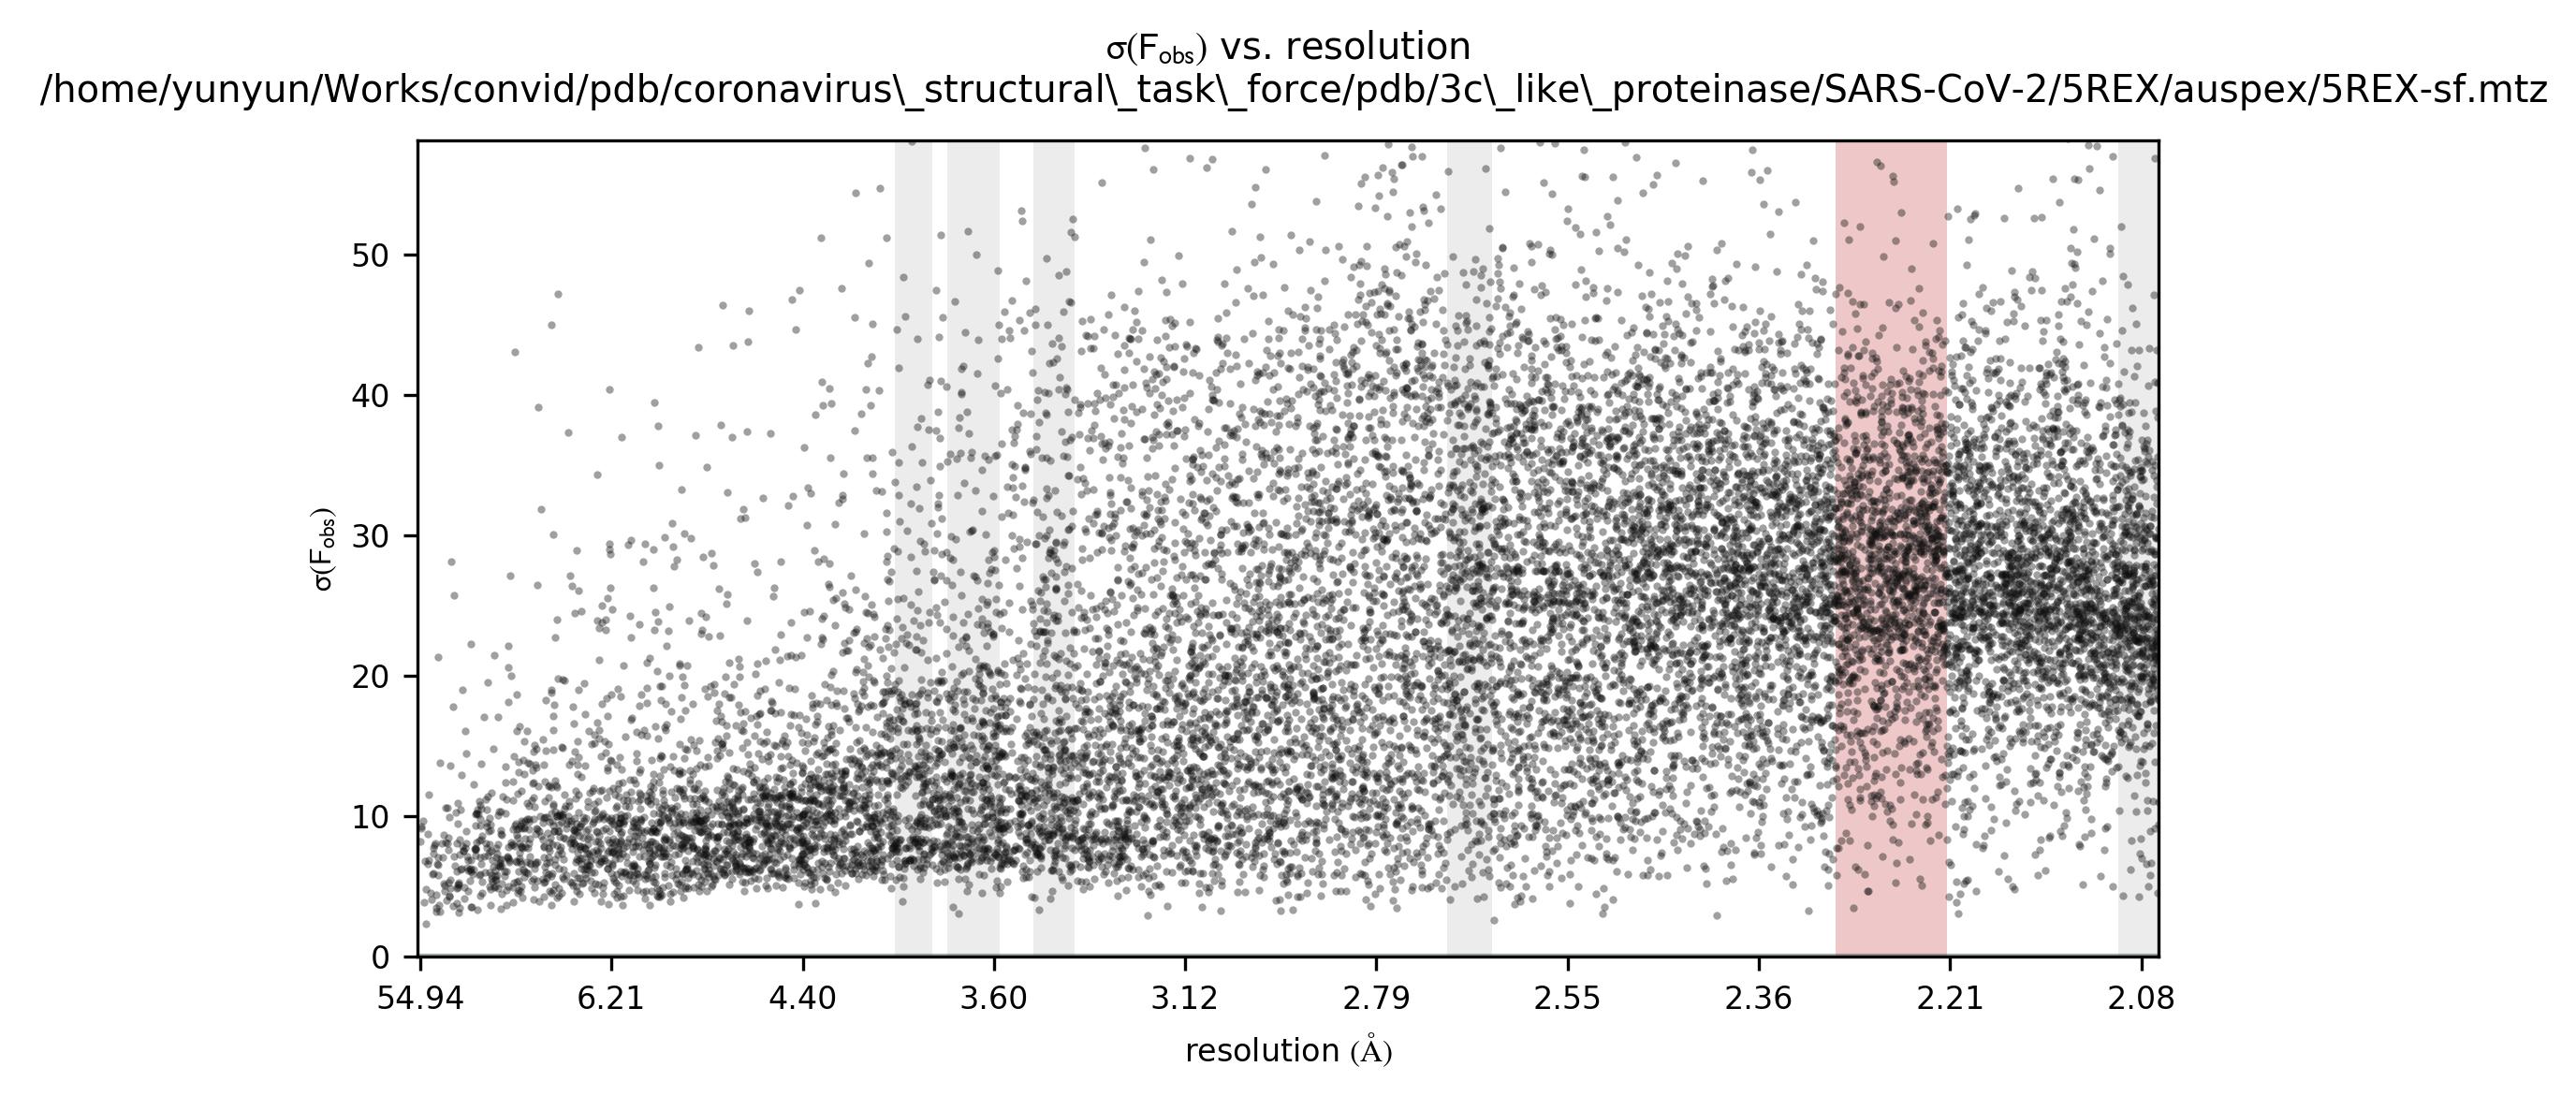 σ(Fobs) vs. resolution
/home/yunyun/Works/convid/pdb/coronavirus\_structural\_task\_force/pdb/3c\_like\_proteinase/SARS-CoV-2/5REX/auspex/5REX-sf.mtz
σ(Fobs)
50
40
30
20
10
0
54.94 6.21 4.40 3.60 3.12 2.79 2.55 2.36 2.21 2.08
resolution (Å)